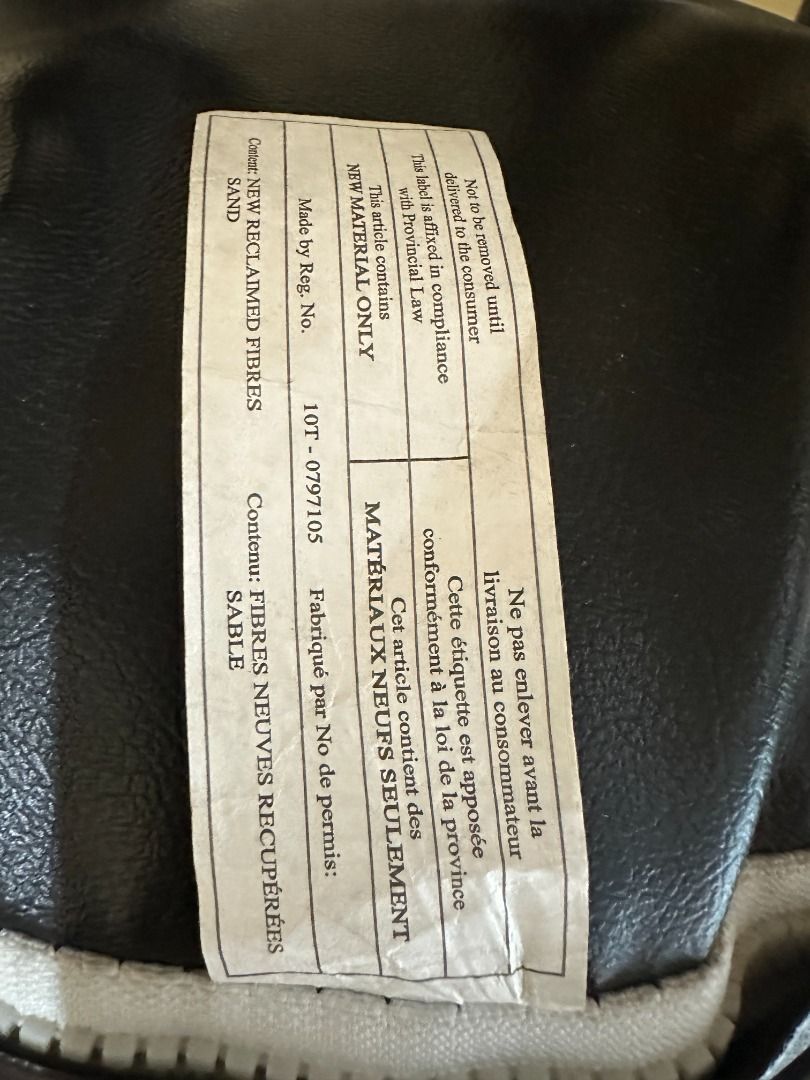 Not to be removed until
delivered to the consumer
Ne pas enlever avant la
livraison au consommateur
This label is affixed in compliance
with Provincial Law
Cette étiquette est apposée
conformément à la loi de la province
This article contains
NEW MATERIAL ONLY
Cet article contient des
MATÉRIAUX NEUFS SEULEMENT
Made by Reg. No. 10T - 0797105 Fabriqué par No de permis:
Content: NEW RECLAIMED FIBRES
SAND
Contenu: FIBRES NEUVES RECUPÉRÉES
SABLE